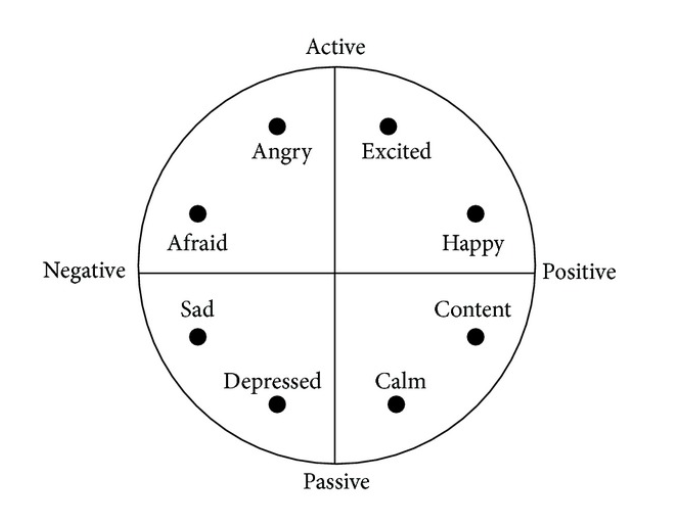 Active
Angry
Excited
Afraid
Happy
Negative
Positive
Sad
Content
Depressed
Calm
Passive